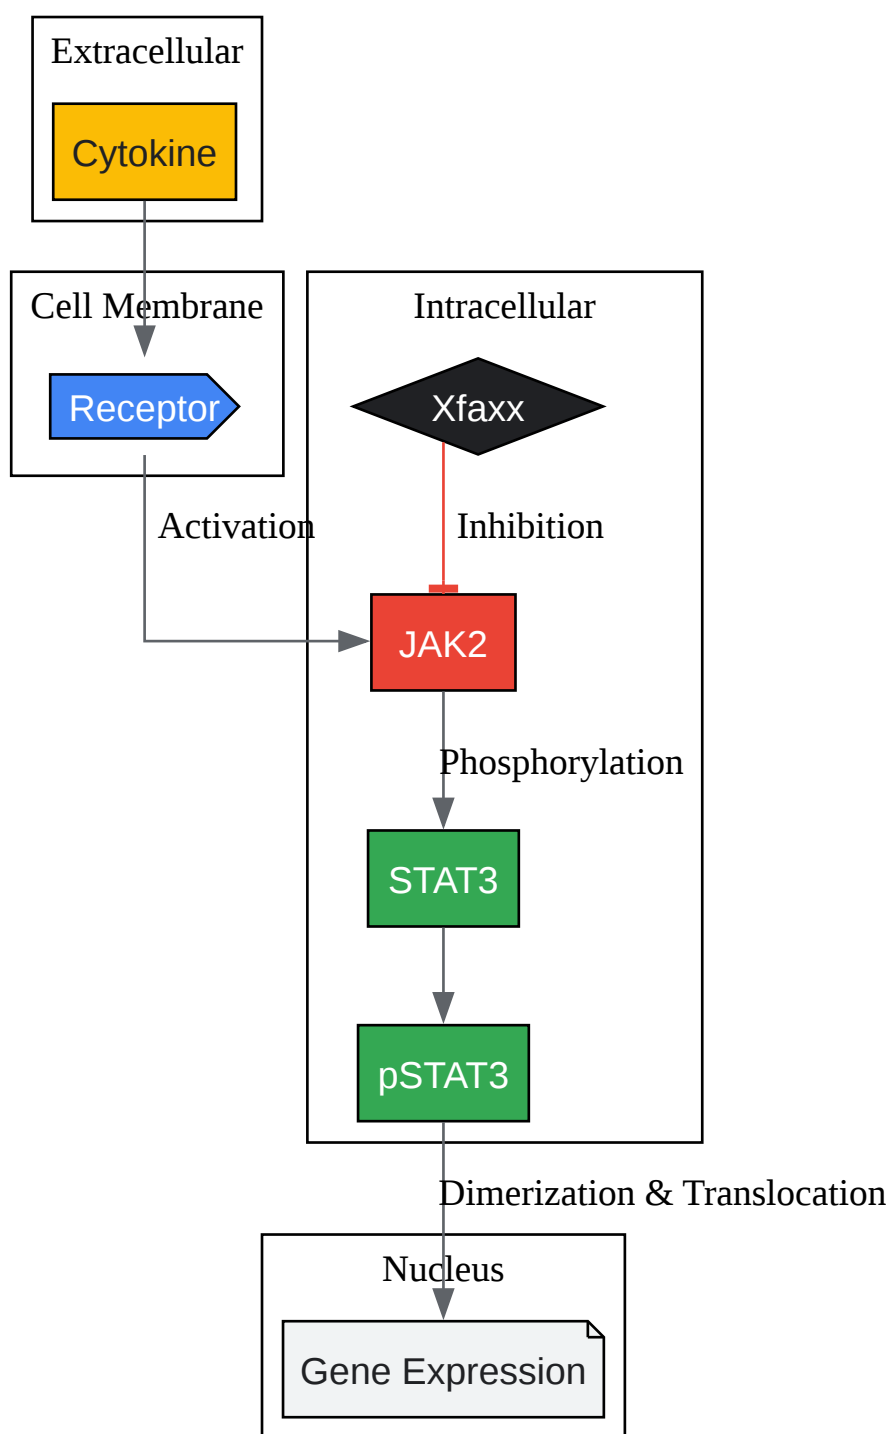 Extracellular
Cytokine
Cell Membrane
Intracellular
Receptor
Xfaxx
Activation
Inhibition
JAK2
Phosphorylation
STAT3
pSTAT3
Dimerization & Translocation
Nucleus
Gene Expression